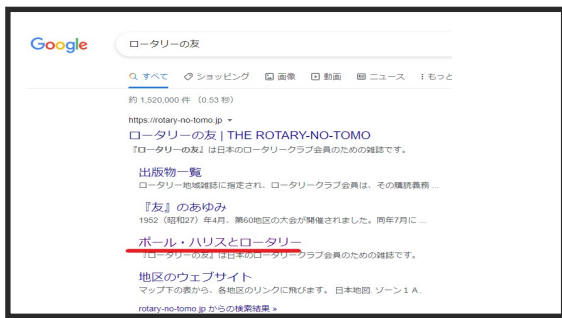 Google
ロータリーの友
すべて ショッピング 画像 動画 ニュース もっと
約 1,520,000 件 (0.53 秒)
https://rotary-no-tomo.jp
ロータリーの友 | THE ROTARY-NO-TOMO
『ロータリーの友』は日本のロータリークラブ会員のための雑誌です。
出版物一覧
ロータリー地域雑誌に指定され、ロータリークラブ会員は、その購読義務 ...
『友』のあゆみ
1952（昭和27）年4月、第60地区の大会が開催されました。同年7月に ...
ポール・ハリスとロータリー
『ロータリーの友』は日本のロータリークラブ会員のための雑誌です。
地区のウェブサイト
マップ下の表から、各地区のリンクに飛びます。 日本地図. ゾーン 1 A .
rotary-no-tomo.jp からの検索結果 »